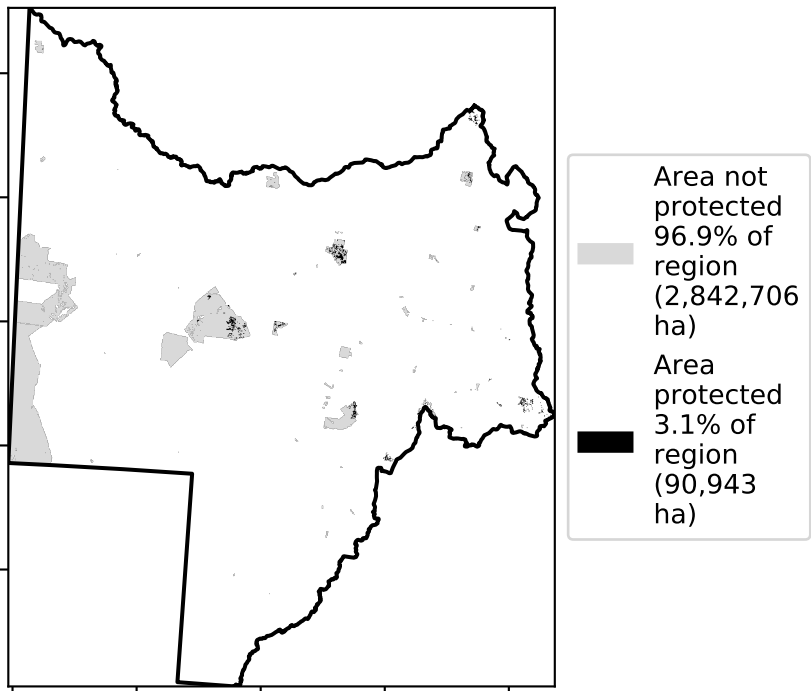 Area not
protected
96.9% of
region
(2,842,706
ha)
Area
protected
3.1% of
region
(90,943
ha)